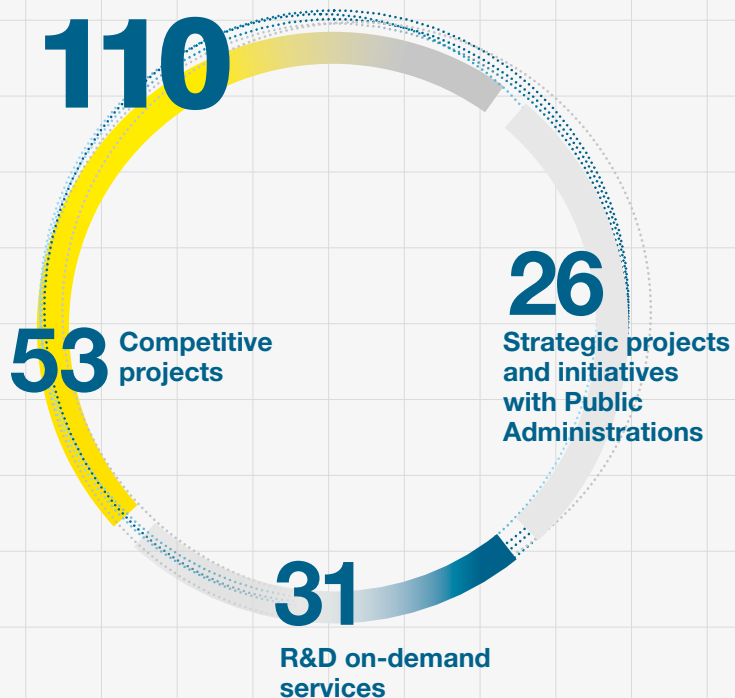 110
26
Strategic projects
and initiatives
with Public
Administrations
53
Competitive
projects
31
R&D on-demand
services